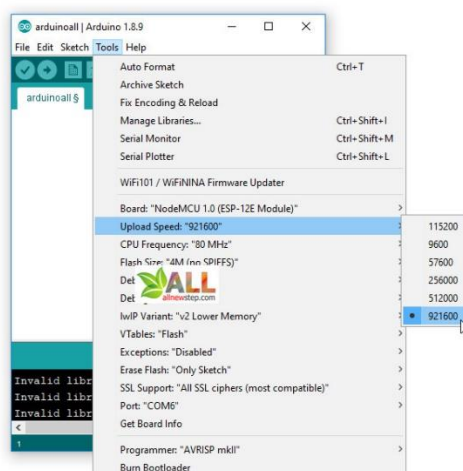 arduinoall | Arduino 1.8.9
File Edit Sketch Tools Help
arduinoall §
Auto Format Ctrl+T
Archive Sketch
Fix Encoding & Reload
Manage Libraries... Ctrl+Shift+I
Serial Monitor Ctrl+Shift+M
Serial Plotter Ctrl+Shift+L
WiFi101 / WiFiNINA Firmware Updater
Board: "NodeMCU 1.0 (ESP-12E Module)"
Upload Speed: "921600"
CPU Frequency: "80 MHz"
Flash Size: "4M (no SPIFFS)"
Det
Det
ALL
allnewstep.com
lwIP Variant: "v2 Lower Memory"
VTables: "Flash"
Exceptions: "Disabled"
Erase Flash: "Only Sketch"
SSL Support: "All SSL ciphers (most compatible)"
Port: "COM6"
Get Board Info
Programmer: "AVRISP mkII"
Burn Bootloader
115200
9600
57600
256000
512000
921600
Invalid libr
Invalid libr
Invalid libr
1